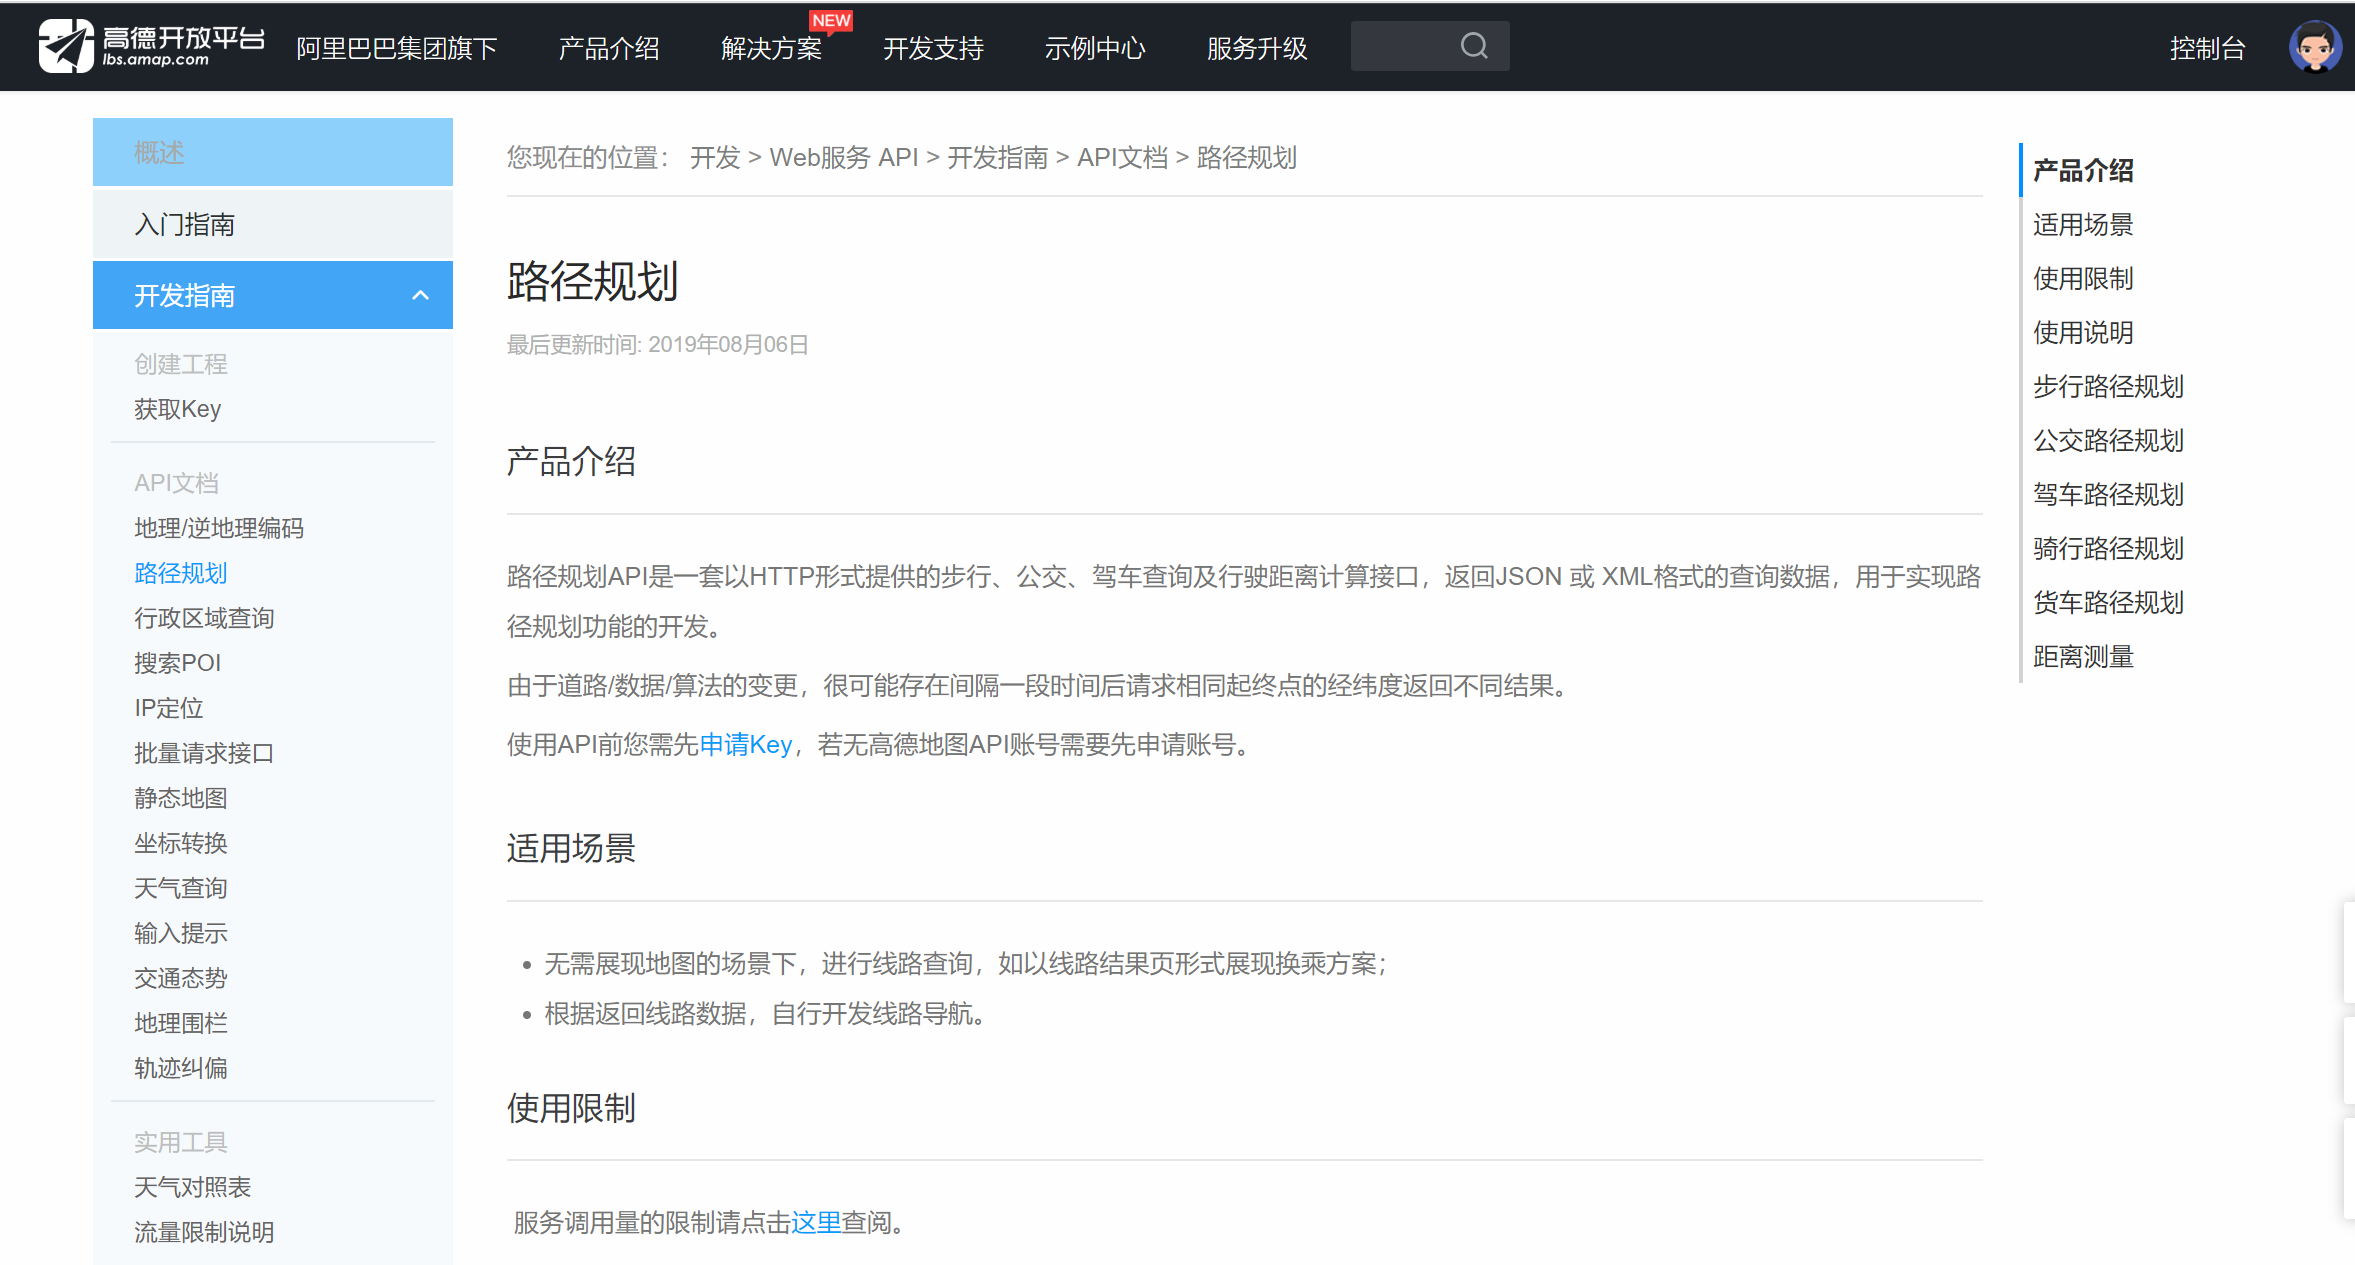 高德开放平台
lbs.amap.com
阿里巴巴集团旗下
产品介绍
解决方案
NEW
开发支持
示例中心
服务升级
控制台
概述
入门指南
开发指南
创建工程
获取Key
API文档
地理/逆地理编码
路径规划
行政区域查询
搜索POI
IP定位
批量请求接口
静态地图
坐标转换
天气查询
输入提示
交通态势
地理围栏
轨迹纠偏
实用工具
天气对照表
流量限制说明
您现在的位置： 开发 > Web服务 API > 开发指南 > API文档 > 路径规划
路径规划
最后更新时间: 2019年08月06日
产品介绍
路径规划API是一套以HTTP形式提供的步行、公交、驾车查询及行驶距离计算接口，返回JSON 或 XML格式的查询数据，用于实现路
径规划功能的开发。
由于道路/数据/算法的变更，很可能存在间隔一段时间后请求相同起终点的经纬度返回不同结果。
使用API前您需先申请Key，若无高德地图API账号需要先申请账号。
适用场景
• 无需展现地图的场景下，进行线路查询，如以线路结果页形式展现换乘方案；
• 根据返回线路数据，自行开发线路导航。
使用限制
服务调用量的限制请点击这里查阅。
产品介绍
适用场景
使用限制
使用说明
步行路径规划
公交路径规划
驾车路径规划
骑行路径规划
货车路径规划
距离测量